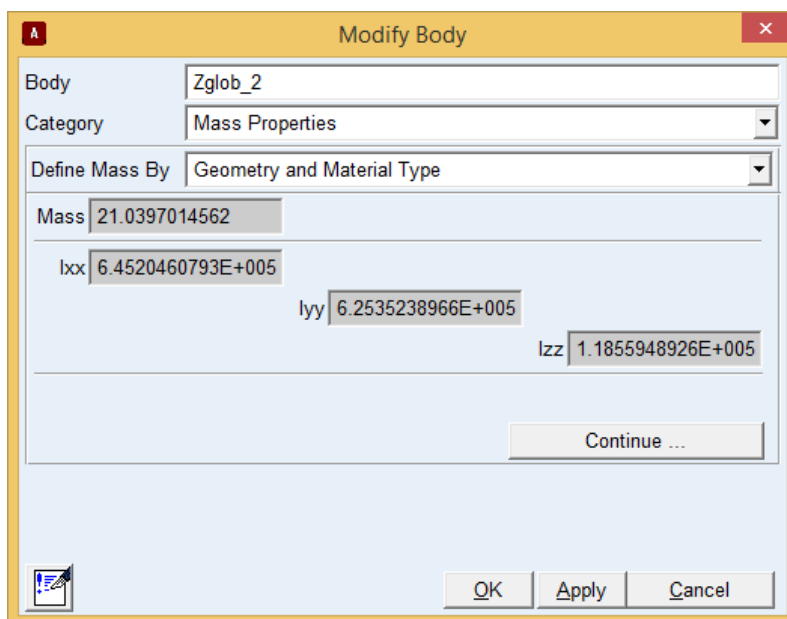 A
Modify Body
×
Body Zglob_2
Category Mass Properties
Define Mass By Geometry and Material Type
Mass 21.0397014562
Ixx 6.4520460793E+005
Iyy 6.2535238966E+005
Izz 1.1855948926E+005
Continue ...
OK Apply Cancel